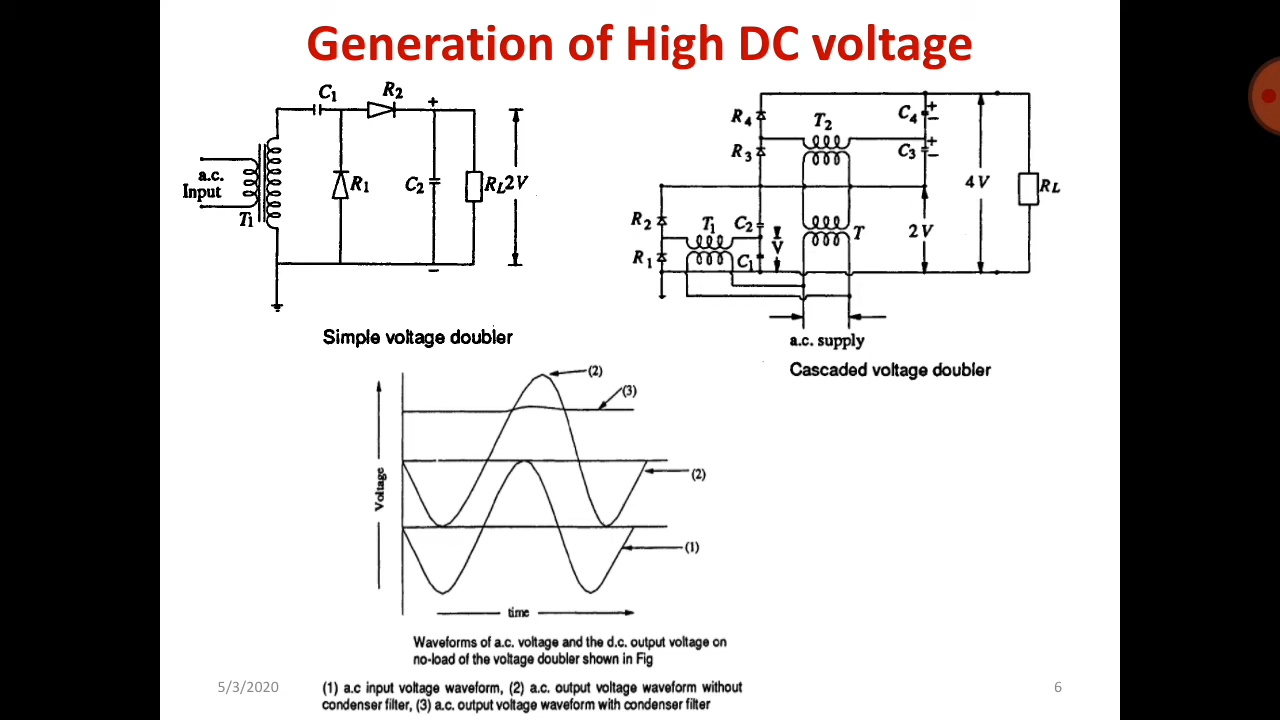 Generation of High DC voltage
C1
R2
+
a.c.
Input
T1
R1
C2
RL
2V
−
Simple voltage doubler
R4
R3
T2
C4
+
−
C3
+
−
4V
RL
R2
R1
T1
C2
C1
V
T
2V
a.c. supply
Cascaded voltage doubler
(2)
(3)
(2)
(1)
Voltage
time
Waveforms of a.c. voltage and the d.c. output voltage on
no-load of the voltage doubler shown in Fig
(1) a.c input voltage waveform, (2) a.c. output voltage waveform without
condenser filter, (3) a.c. output voltage waveform with condenser filter
5/3/2020
6